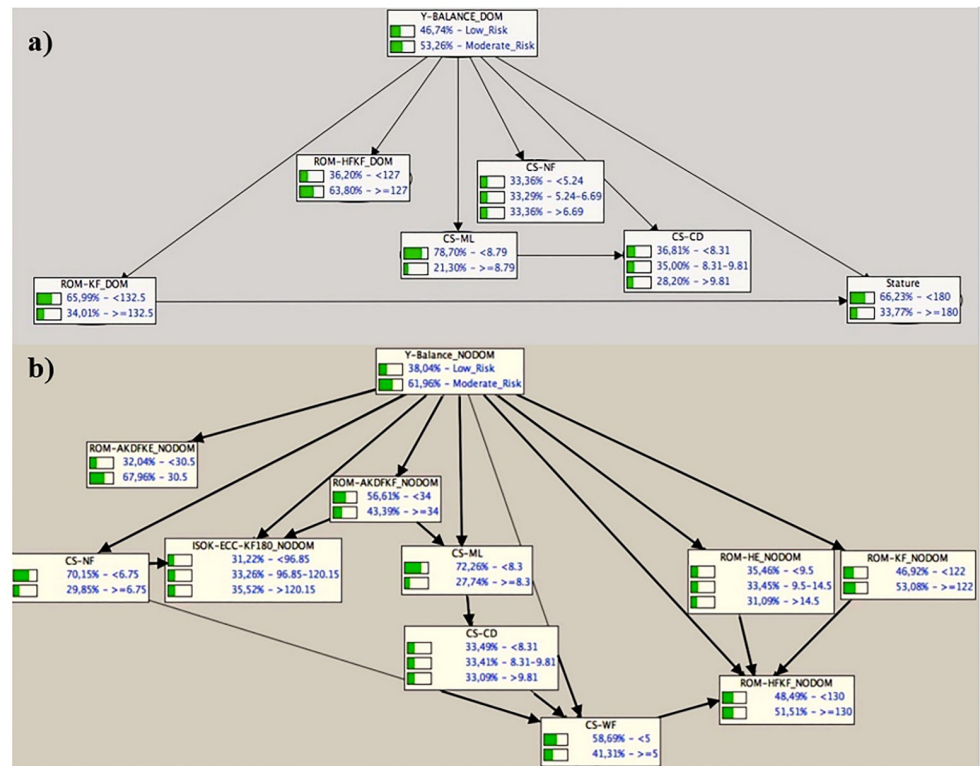 a)
Y-BALANCE_DOM
46,74% - Low_Risk
53,26% - Moderate_Risk
ROM-HFKF_DOM
36,20% - <127
63,80% - >=127
CS-NF
33,36% - <5.24
33,29% - 5.24-6.69
33,36% - >6.69
CS-ML
78,70% - <8.79
21,30% - >=8.79
CS-CD
36,81% - <8.31
35,00% - 8.31-9.81
28,20% - >9.81
ROM-KF_DOM
65,99% - <132.5
34,01% - >=132.5
Stature
66,23% - <180
33,77% - >=180
b)
Y-Balance_NODOM
38,04% - Low_Risk
61,96% - Moderate_Risk
ROM-AKDFKE_NODOM
32,04% - <30.5
67,96% - 30.5
ROM-AKDFKF_NODOM
56,61% - <34
43,39% - >=34
CS-NF
70,15% - <6.75
29,85% - >=6.75
ISOK-ECC-KF180_NODOM
31,22% - <96.85
33,26% - 96.85-120.15
35,52% - >120.15
CS-ML
72,26% - <8.3
27,74% - >=8.3
ROM-HE_NODOM
35,46% - <9.5
33,45% - 9.5-14.5
31,09% - >14.5
ROM-KF_NODOM
46,92% - <122
53,08% - >=122
CS-CD
33,49% - <8.31
33,41% - 8.31-9.81
33,09% - >9.81
ROM-HFKF_NODOM
48,49% - <130
51,51% - >=130
CS-WF
58,69% - <5
41,31% - >=5